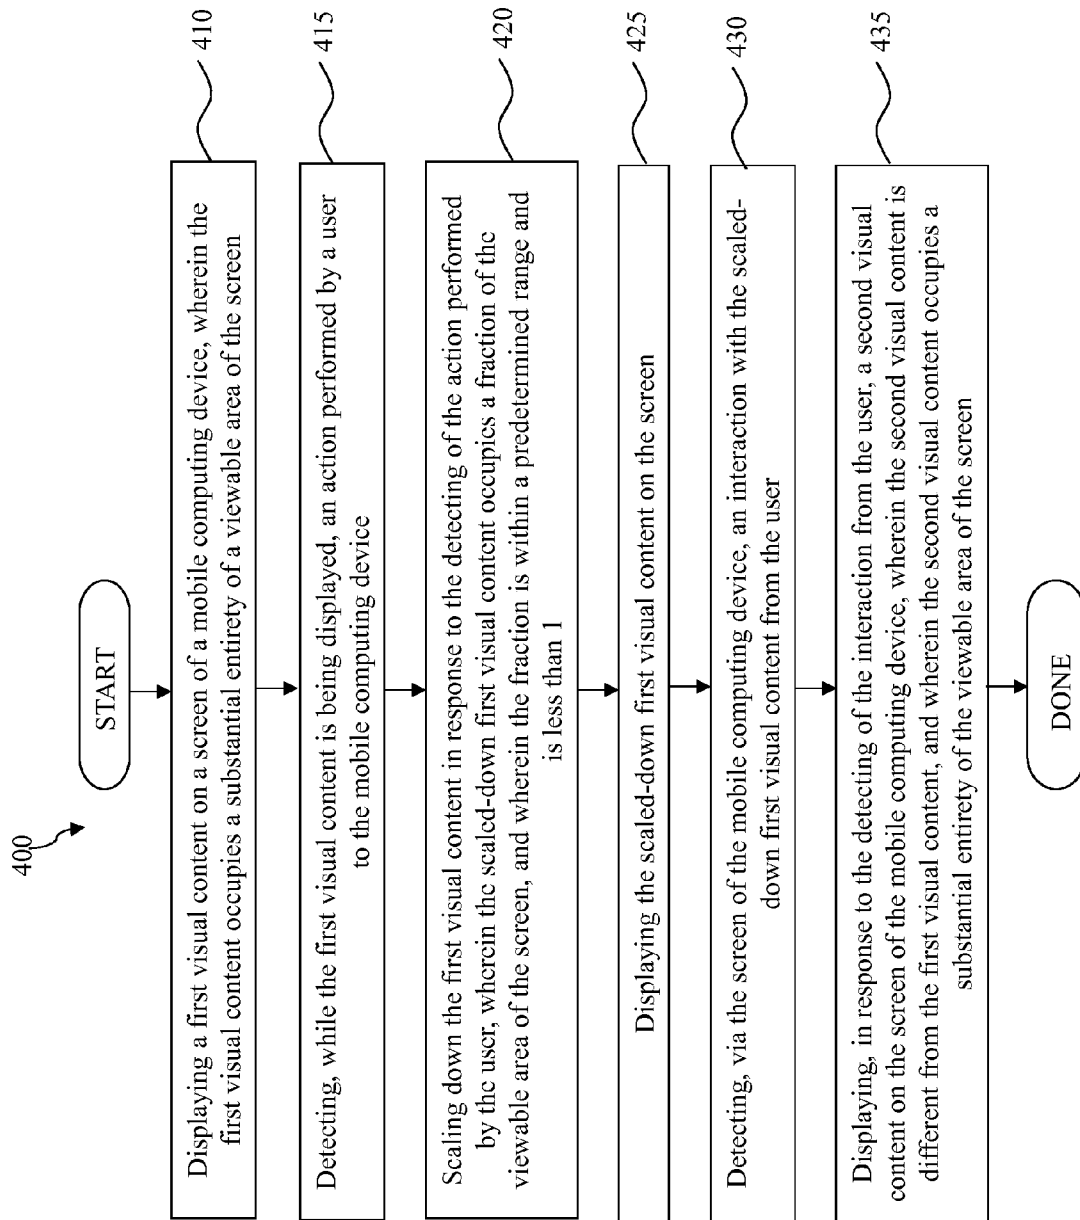 400
START
Displaying a first visual content on a screen of a mobile computing device, wherein the
first visual content occupies a substantial entirety of a viewable area of the screen
410
Detecting, while the first visual content is being displayed, an action performed by a user
to the mobile computing device
415
Scaling down the first visual content in response to the detecting of the action performed
by the user, wherein the scaled-down first visual content occupies a fraction of the
viewable area of the screen, and wherein the fraction is within a predetermined range and
is less than 1
420
Displaying the scaled-down first visual content on the screen
425
Detecting, via the screen of the mobile computing device, an interaction with the scaled-
down first visual content from the user
430
Displaying, in response to the detecting of the interaction from the user, a second visual
content on the screen of the mobile computing device, wherein the second visual content is
different from the first visual content, and wherein the second visual content occupies a
substantial entirety of the viewable area of the screen
435
DONE